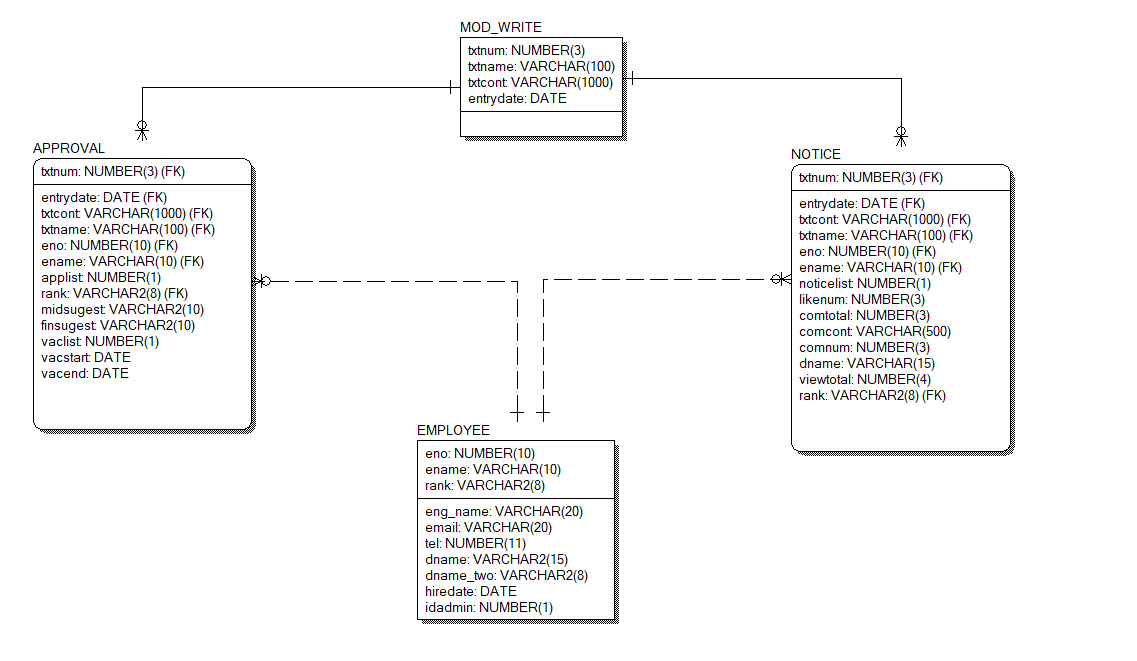 MOD_WRITE
txtnum: NUMBER(3)
txtname: VARCHAR(100)
txtcont: VARCHAR(1000)
entrydate: DATE
APPROVAL
txtnum: NUMBER(3) (FK)
entrydate: DATE (FK)
txtcont: VARCHAR(1000) (FK)
txtname: VARCHAR(100) (FK)
eno: NUMBER(10) (FK)
ename: VARCHAR(10) (FK)
applist: NUMBER(1)
rank: VARCHAR2(8) (FK)
midsugest: VARCHAR2(10)
finsugest: VARCHAR2(10)
vaclist: NUMBER(1)
vacstart: DATE
vacend: DATE
NOTICE
txtnum: NUMBER(3) (FK)
entrydate: DATE (FK)
txtcont: VARCHAR(1000) (FK)
txtname: VARCHAR(100) (FK)
eno: NUMBER(10) (FK)
ename: VARCHAR(10) (FK)
noticelist: NUMBER(1)
likenum: NUMBER(3)
comtotal: NUMBER(3)
comcont: VARCHAR(500)
comnum: NUMBER(3)
dname: VARCHAR(15)
viewtotal: NUMBER(4)
rank: VARCHAR2(8) (FK)
EMPLOYEE
eno: NUMBER(10)
ename: VARCHAR(10)
rank: VARCHAR2(8)
eng_name: VARCHAR(20)
email: VARCHAR(20)
tel: NUMBER(11)
dname: VARCHAR2(15)
dname_two: VARCHAR2(8)
hiredate: DATE
idadmin: NUMBER(1)